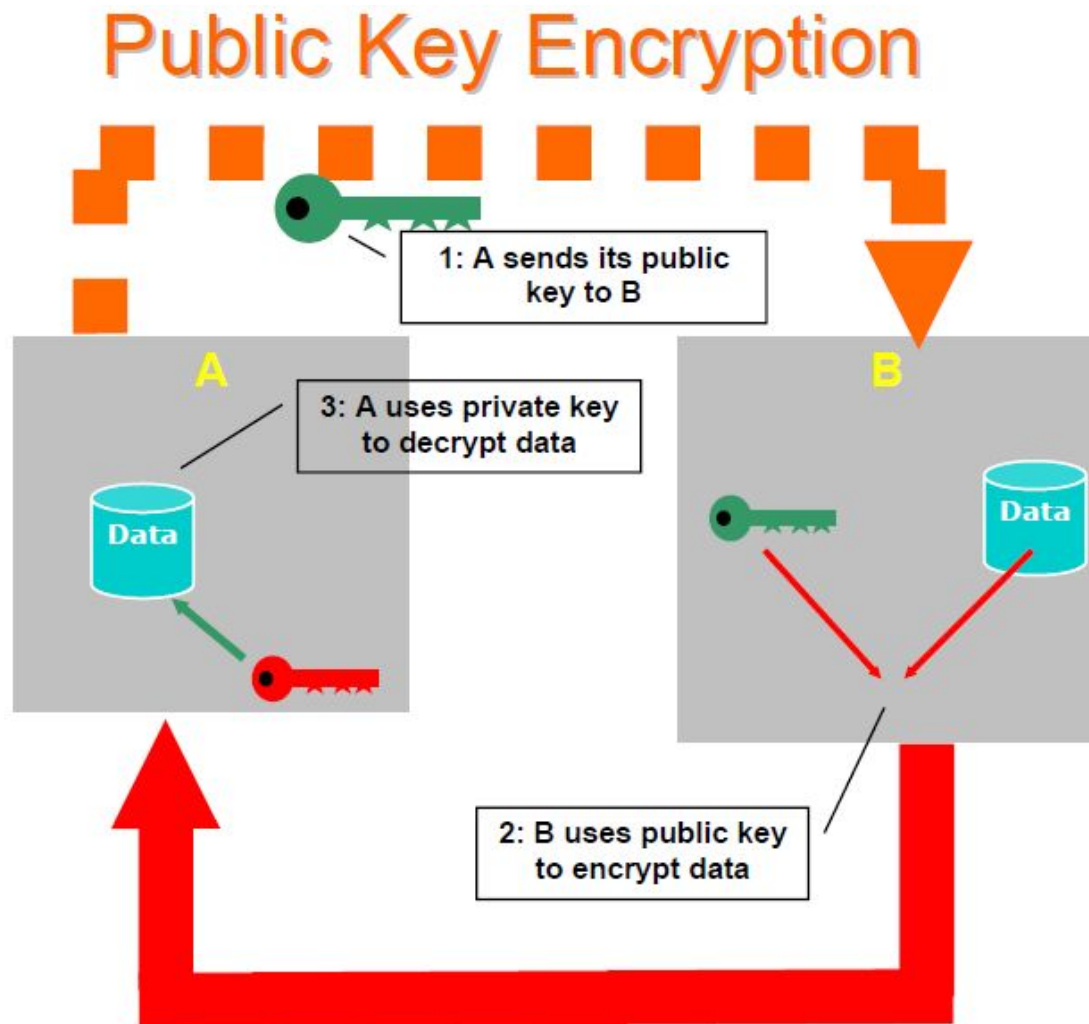 Public Key Encryption
1: A sends its public
key to B
A
B
3: A uses private key
to decrypt data
Data
Data
2: B uses public key
to encrypt data